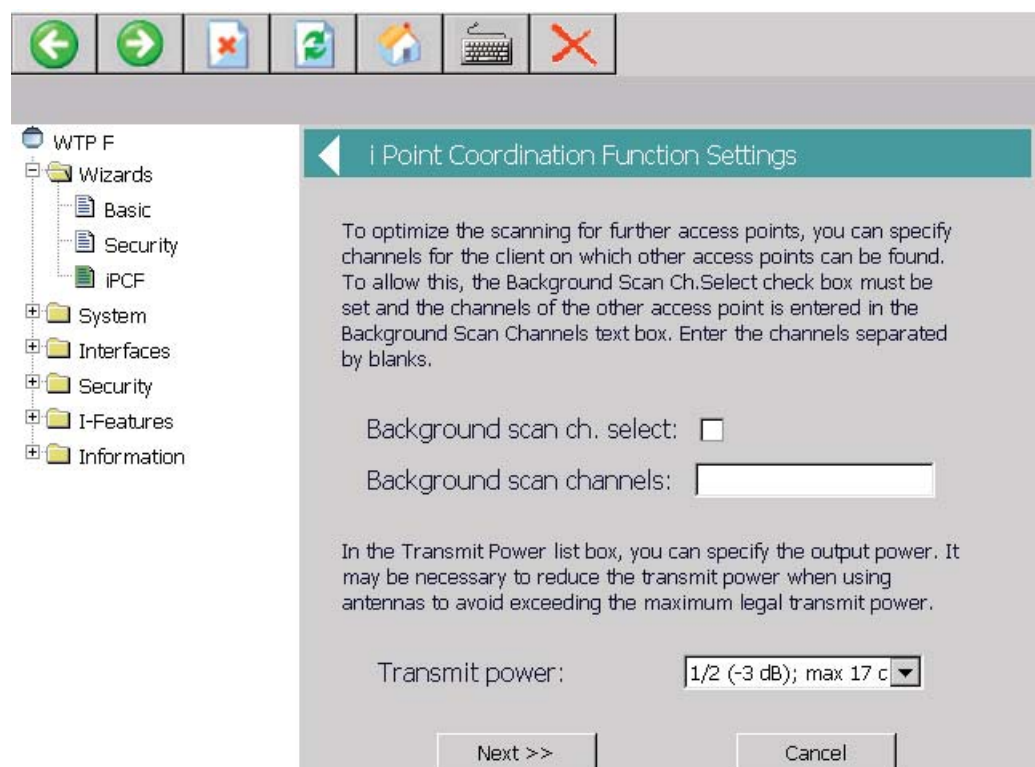 WTP F
Wizards
Basic
Security
iPCF
System
Interfaces
Security
I-Features
Information
i Point Coordination Function Settings
To optimize the scanning for further access points, you can specify
channels for the client on which other access points can be found.
To allow this, the Background Scan Ch.Select check box must be
set and the channels of the other access point is entered in the
Background Scan Channels text box. Enter the channels separated
by blanks.
Background scan ch. select:
Background scan channels:
In the Transmit Power list box, you can specify the output power. It
may be necessary to reduce the transmit power when using
antennas to avoid exceeding the maximum legal transmit power.
Transmit power: 1/2 (-3 dB); max 17 c
Next >> Cancel